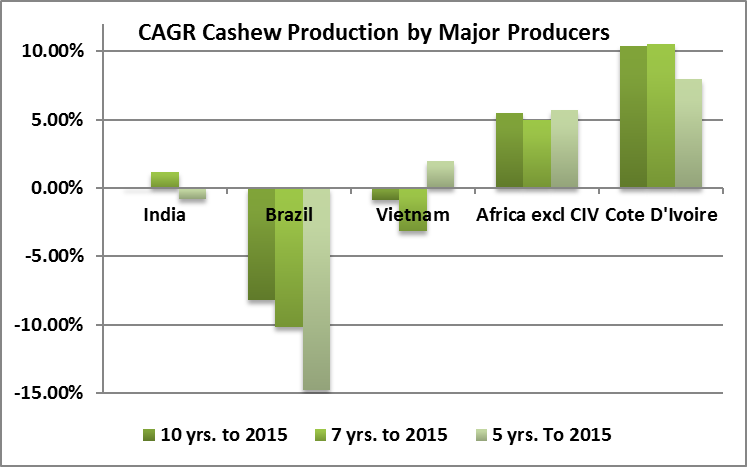 CAGR Cashew Production by Major Producers
10.00%
5.00%
0.00%
-5.00%
-10.00%
-15.00%
India Brazil Vietnam Africa excl CIV Cote D'Ivoire
10 yrs. to 2015 7 yrs. to 2015 5 yrs. To 2015